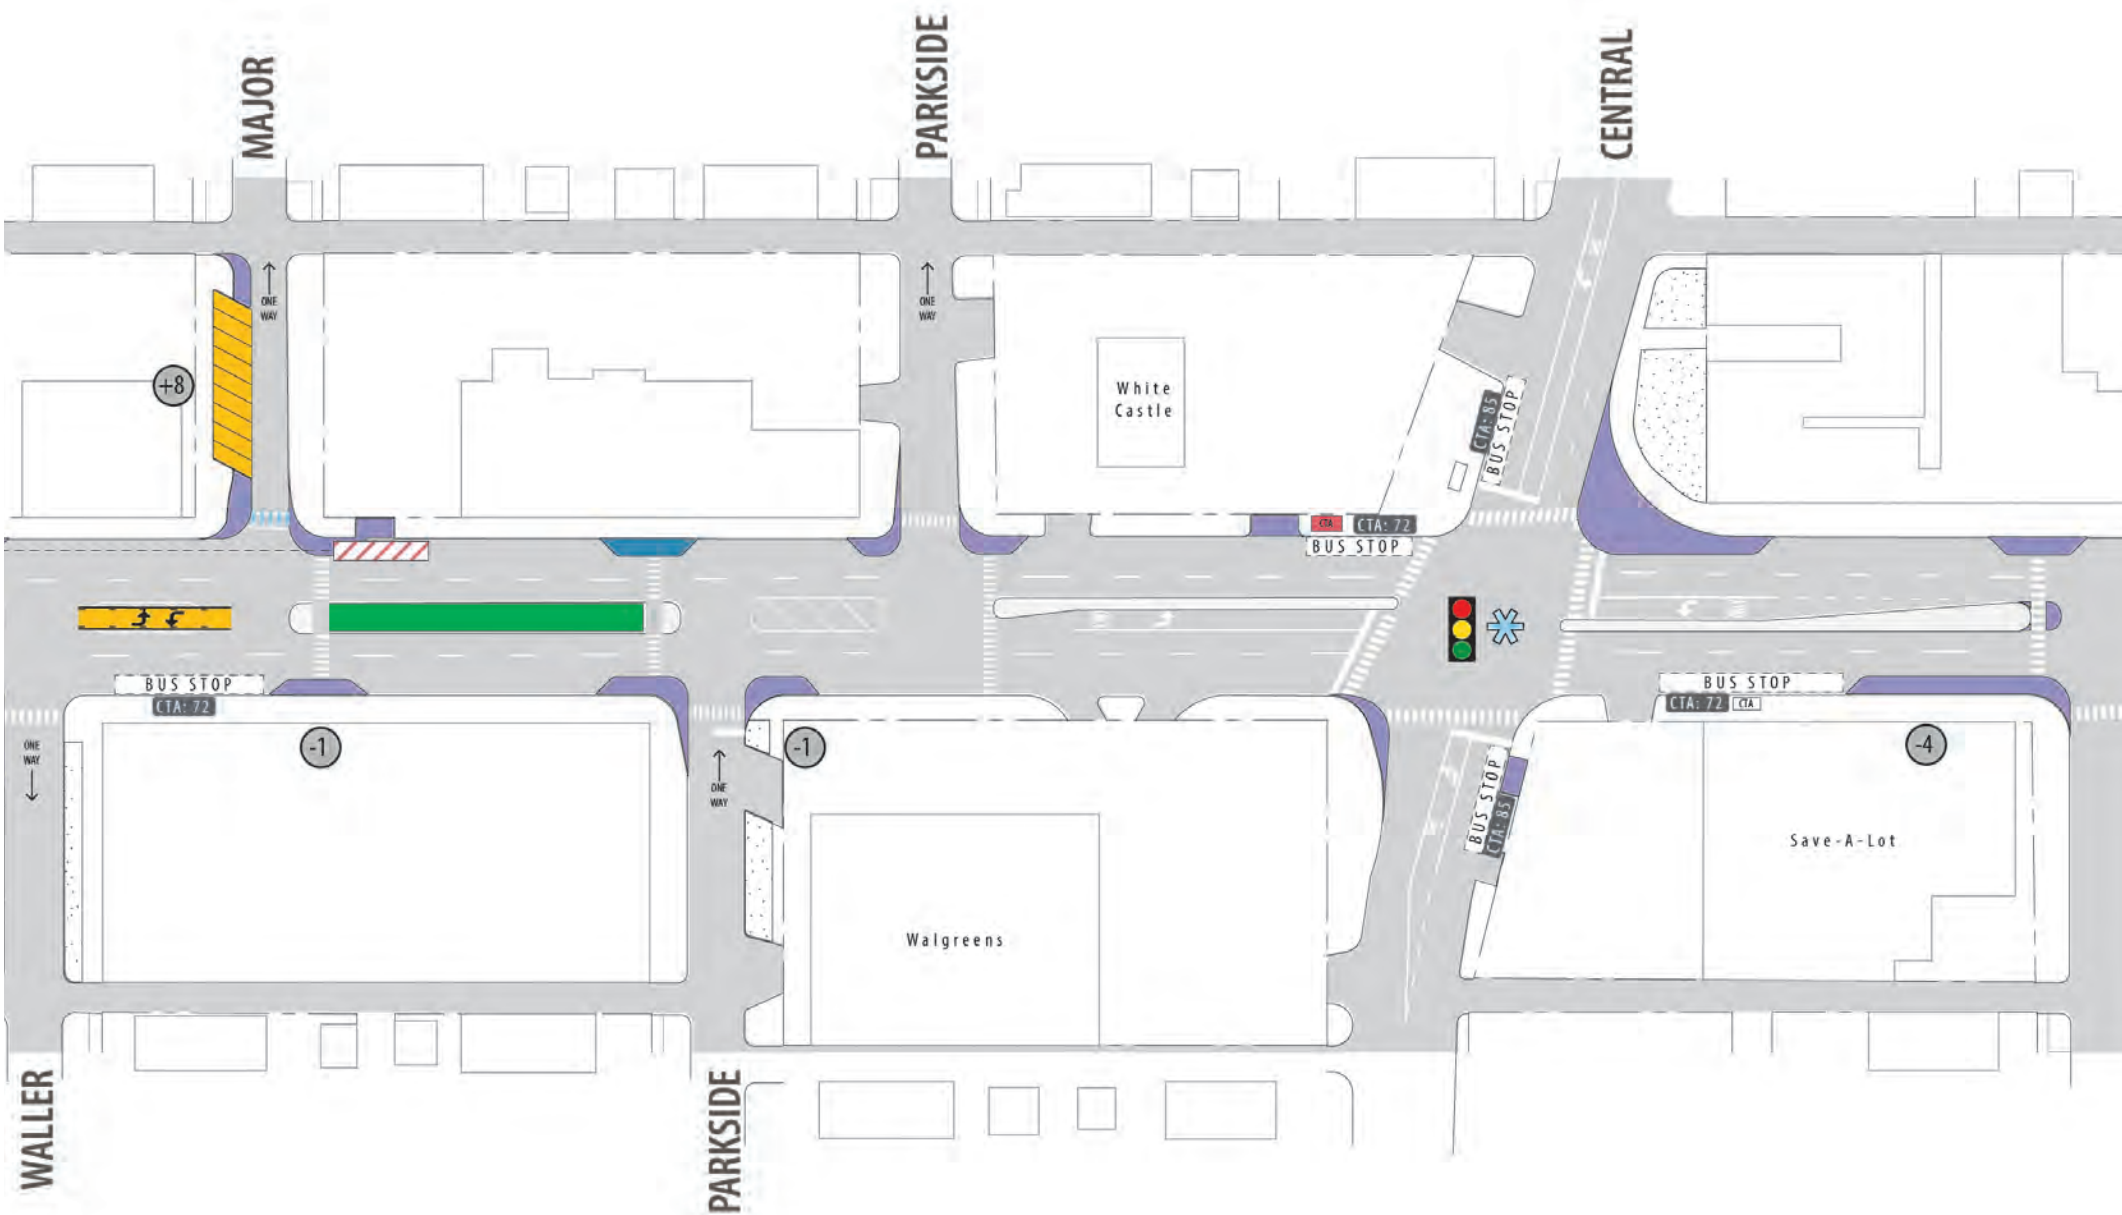 MAJOR
PARKSIDE
CENTRAL
ONE
WAY
ONE
WAY
+8
White
Castle
CTA: 85
BUS STOP
CTA
CTA: 72
BUS STOP
BUS STOP
CTA: 72
BUS STOP
CTA: 72
CTA
-1
-1
-4
ONE
WAY
ONE
WAY
BUS STOP
CTA: 85
Save-A-Lot
Walgreens
WALLER
PARKSIDE